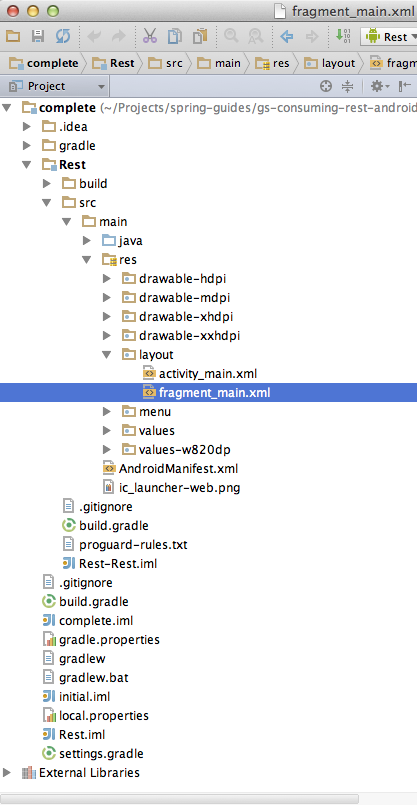 fragment_main.xml
Rest
complete Rest src main res layout fragm
Project
complete (~/Projects/spring-guides/gs-consuming-rest-android
.idea
gradle
Rest
build
src
main
java
res
drawable-hdpi
drawable-mdpi
drawable-xhdpi
drawable-xxhdpi
layout
activity_main.xml
fragment_main.xml
menu
values
values-w820dp
AndroidManifest.xml
ic_launcher-web.png
.gitignore
build.gradle
proguard-rules.txt
Rest-Rest.iml
.gitignore
build.gradle
complete.iml
gradle.properties
gradlew
gradlew.bat
initial.iml
local.properties
Rest.iml
settings.gradle
External Libraries